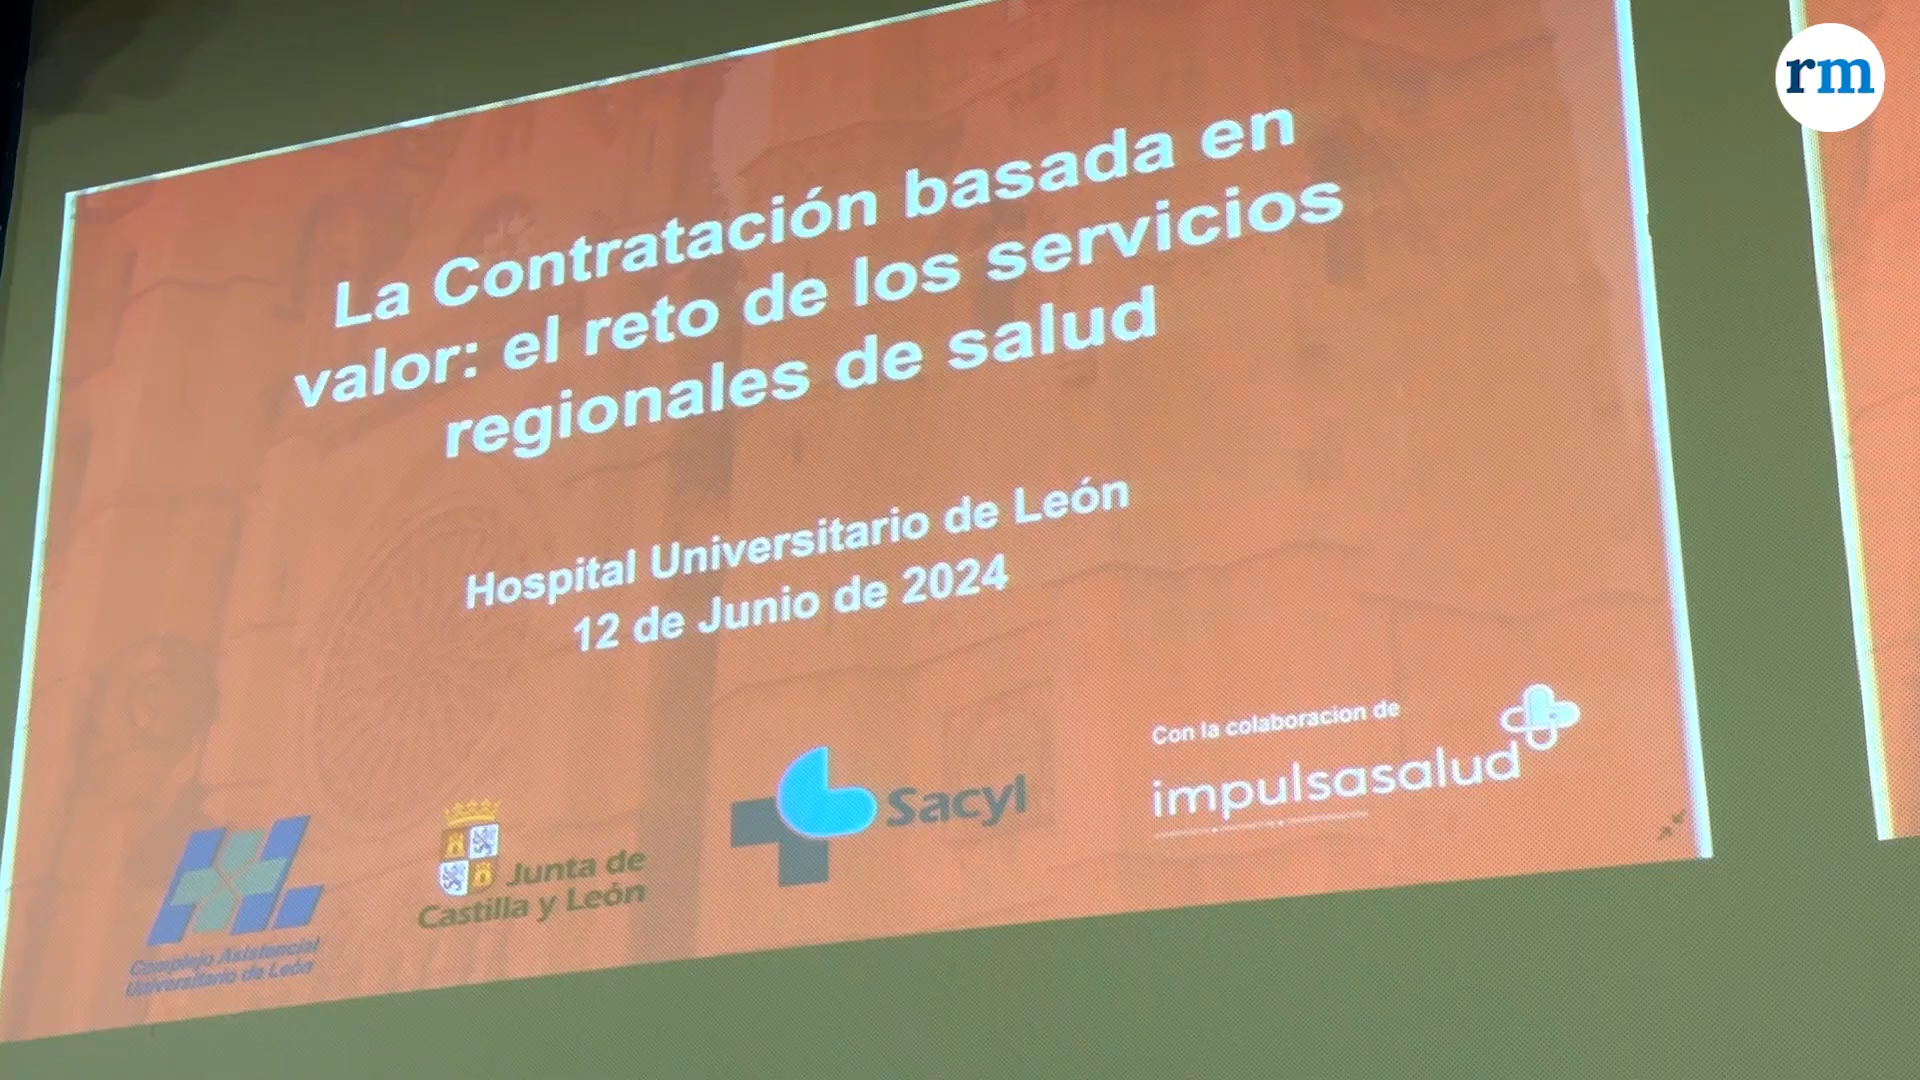 rm
La Contratación basada en
valor: el reto de los servicios
regionales de salud
Hospital Universitario de León
12 de Junio de 2024
Con la colaboracion de
impulsasalud
Sacyl
Junta de
Castilla y León
Complejo Asistencial
Universitario de León